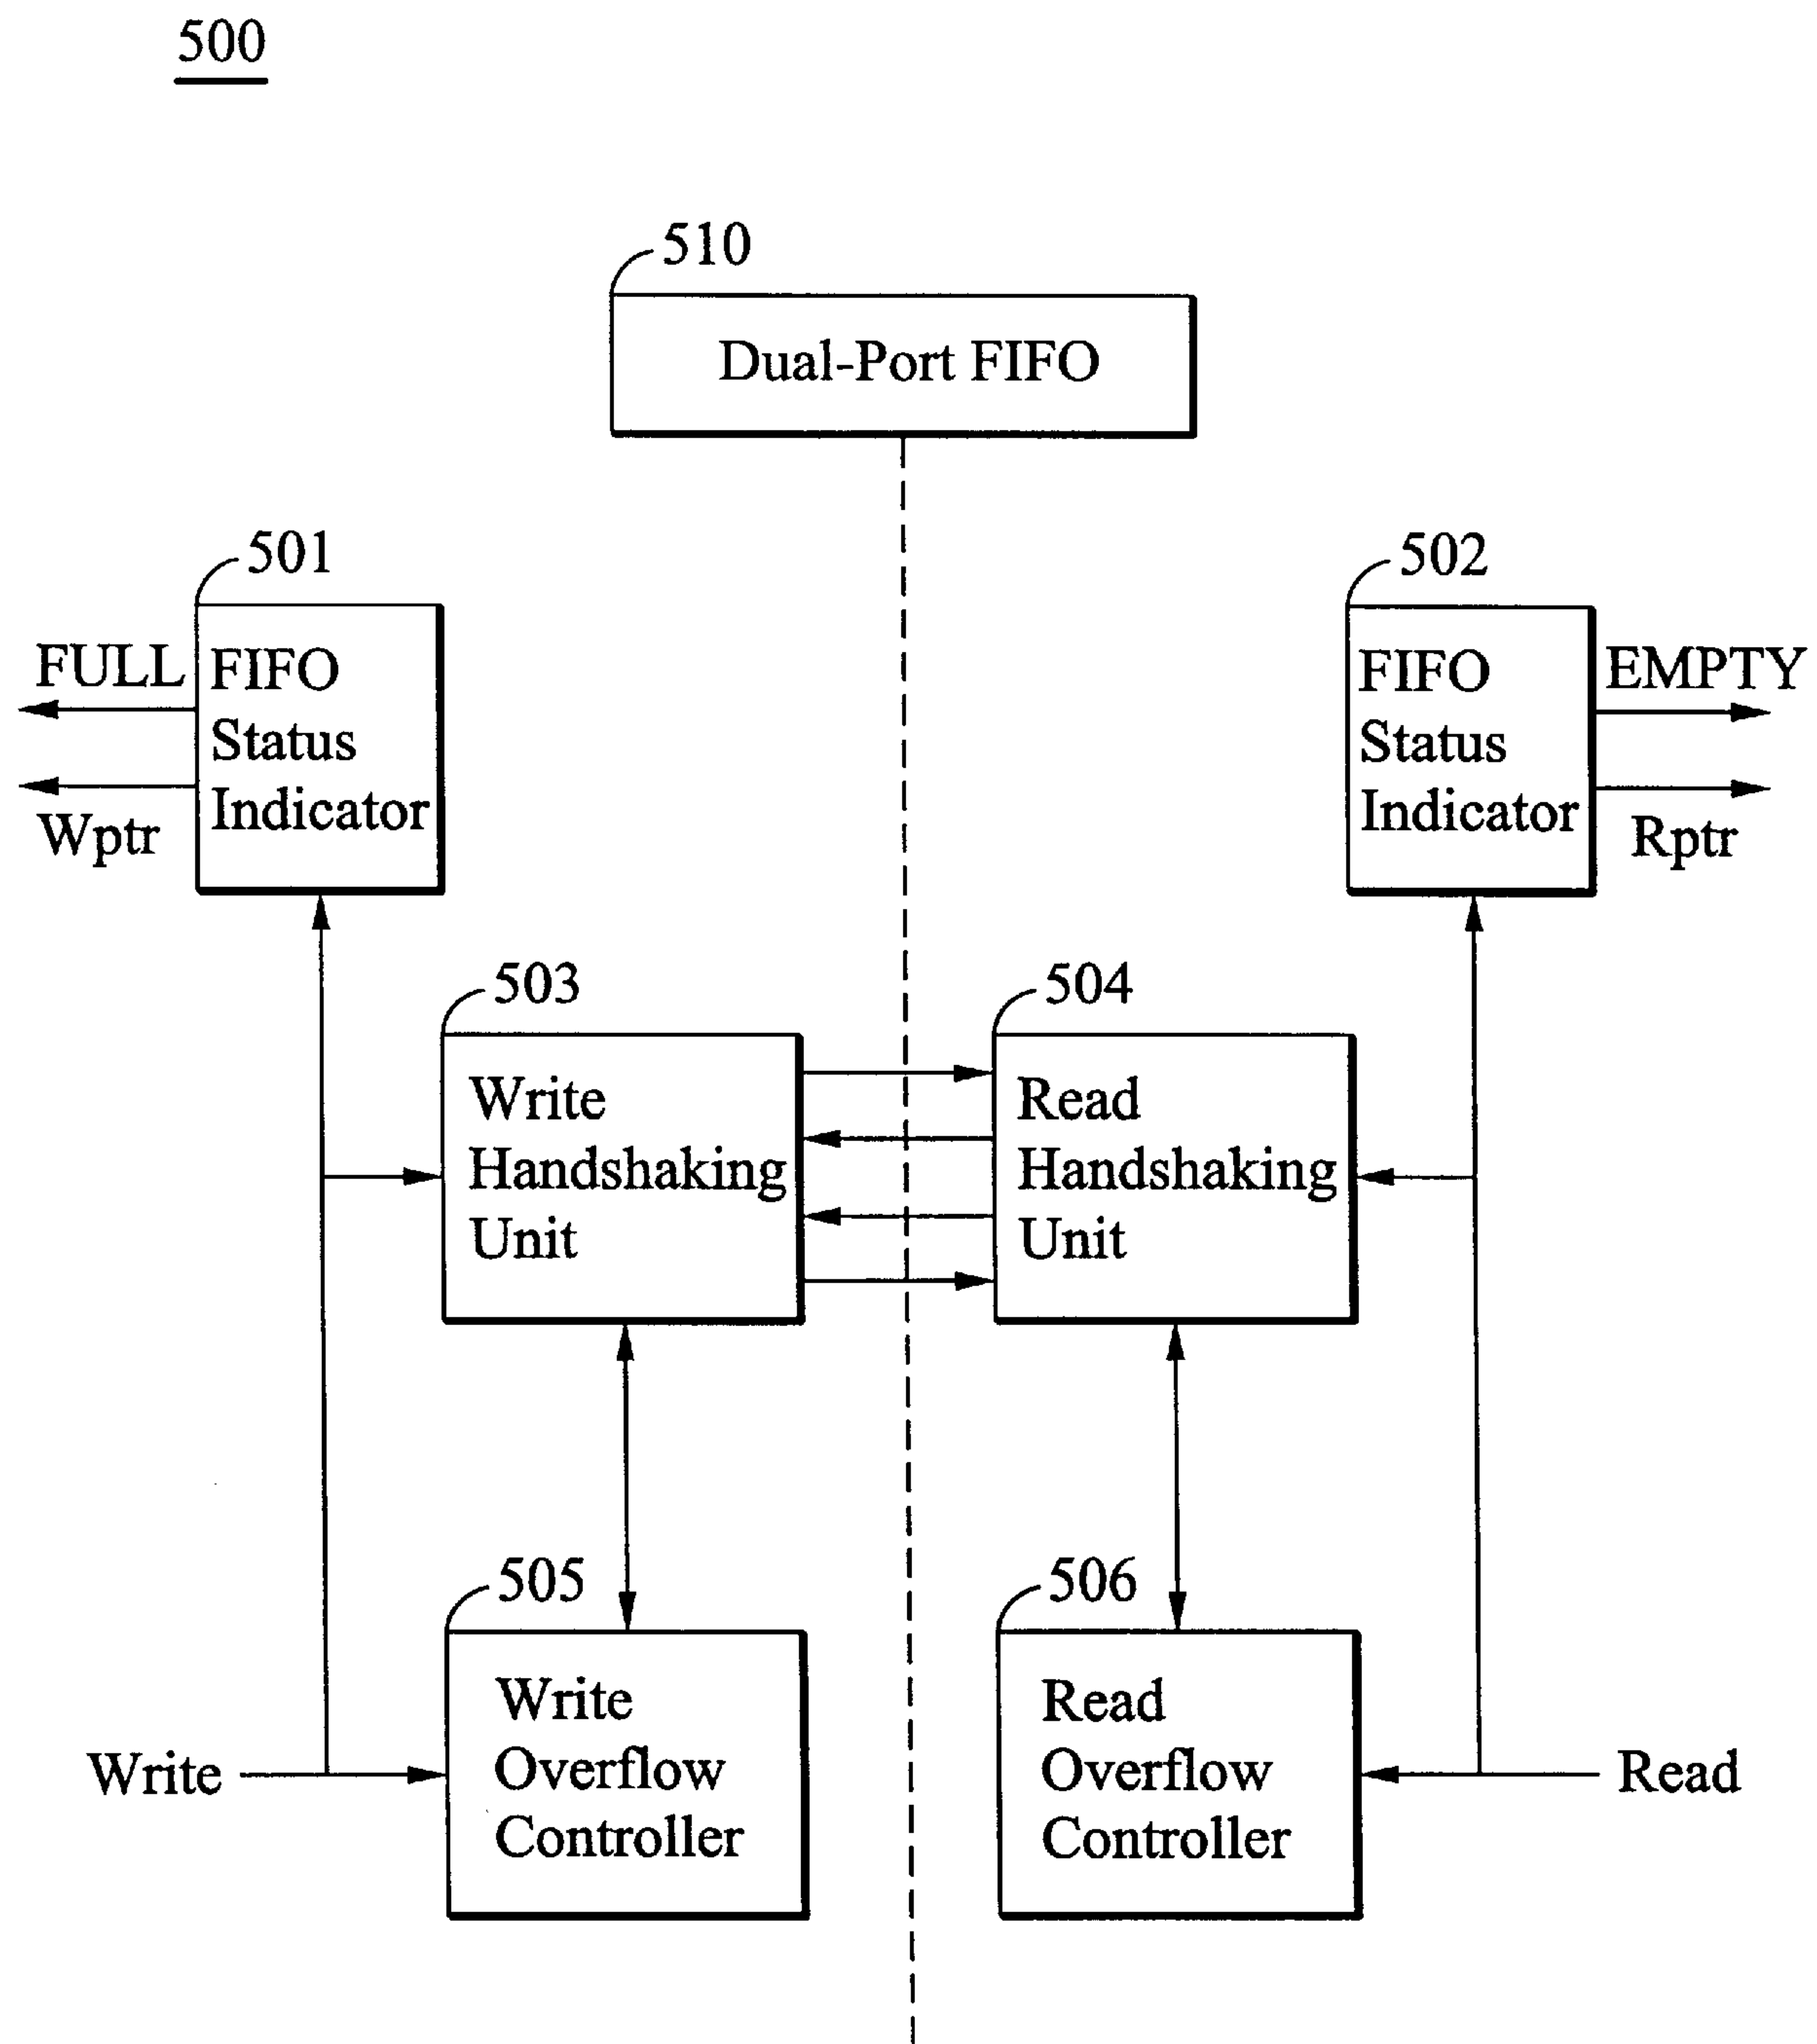 500
510
Dual-Port FIFO
501
FULL
Wptr
FIFO
Status
Indicator
502
FIFO
Status
Indicator
EMPTY
Rptr
503
Write
Handshaking
Unit
504
Read
Handshaking
Unit
505
Write
Overflow
Controller
Write
506
Read
Overflow
Controller
Read